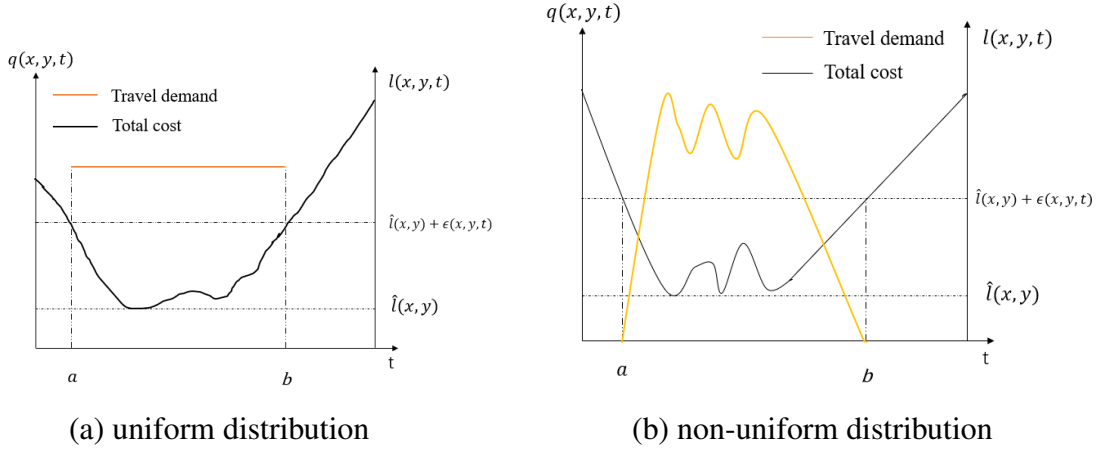 q(x, y, t)
l(x, y, t)
Travel demand
Total cost
l̂(x, y) + ϵ(x, y, t)
l̂(x, y)
t
a
b
(a) uniform distribution
q(x, y, t)
l(x, y, t)
Travel demand
Total cost
l̂(x, y) + ϵ(x, y, t)
l̂(x, y)
t
a
b
(b) non-uniform distribution